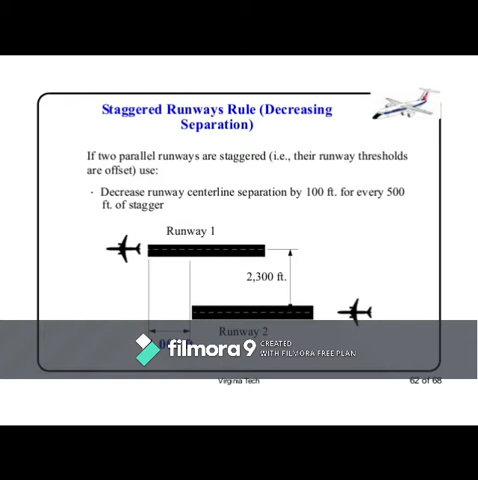 Staggered Runways Rule (Decreasing
Separation)
If two parallel runways are staggered (i.e., their runway thresholds
are offset) use:
· Decrease runway centerline separation by 100 ft. for every 500
ft. of stagger
Runway 1
2,300 ft.
Runway 2
filmora 9
CREATED
WITH FILMORA FREE PLAN
Virginia Tech
62 of 68